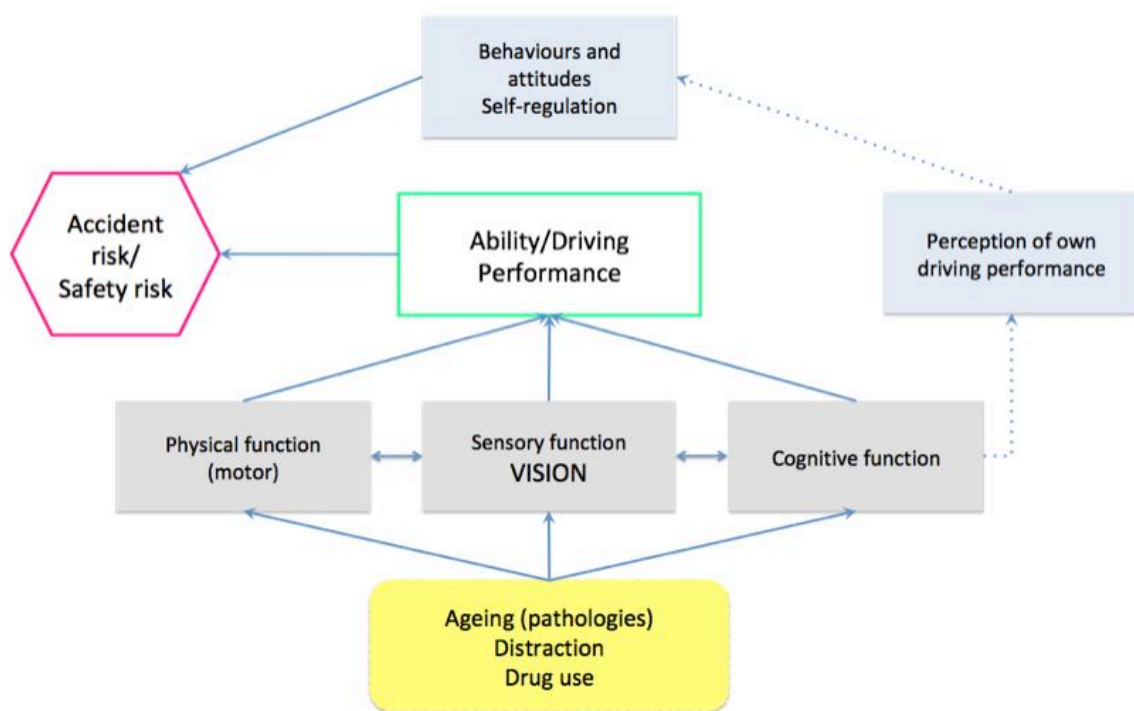 Behaviours and
attitudes
Self-regulation
Accident
risk/
Safety risk
Ability/Driving
Performance
Perception of own
driving performance
Physical function
(motor)
Sensory function
VISION
Cognitive function
Ageing (pathologies)
Distraction
Drug use